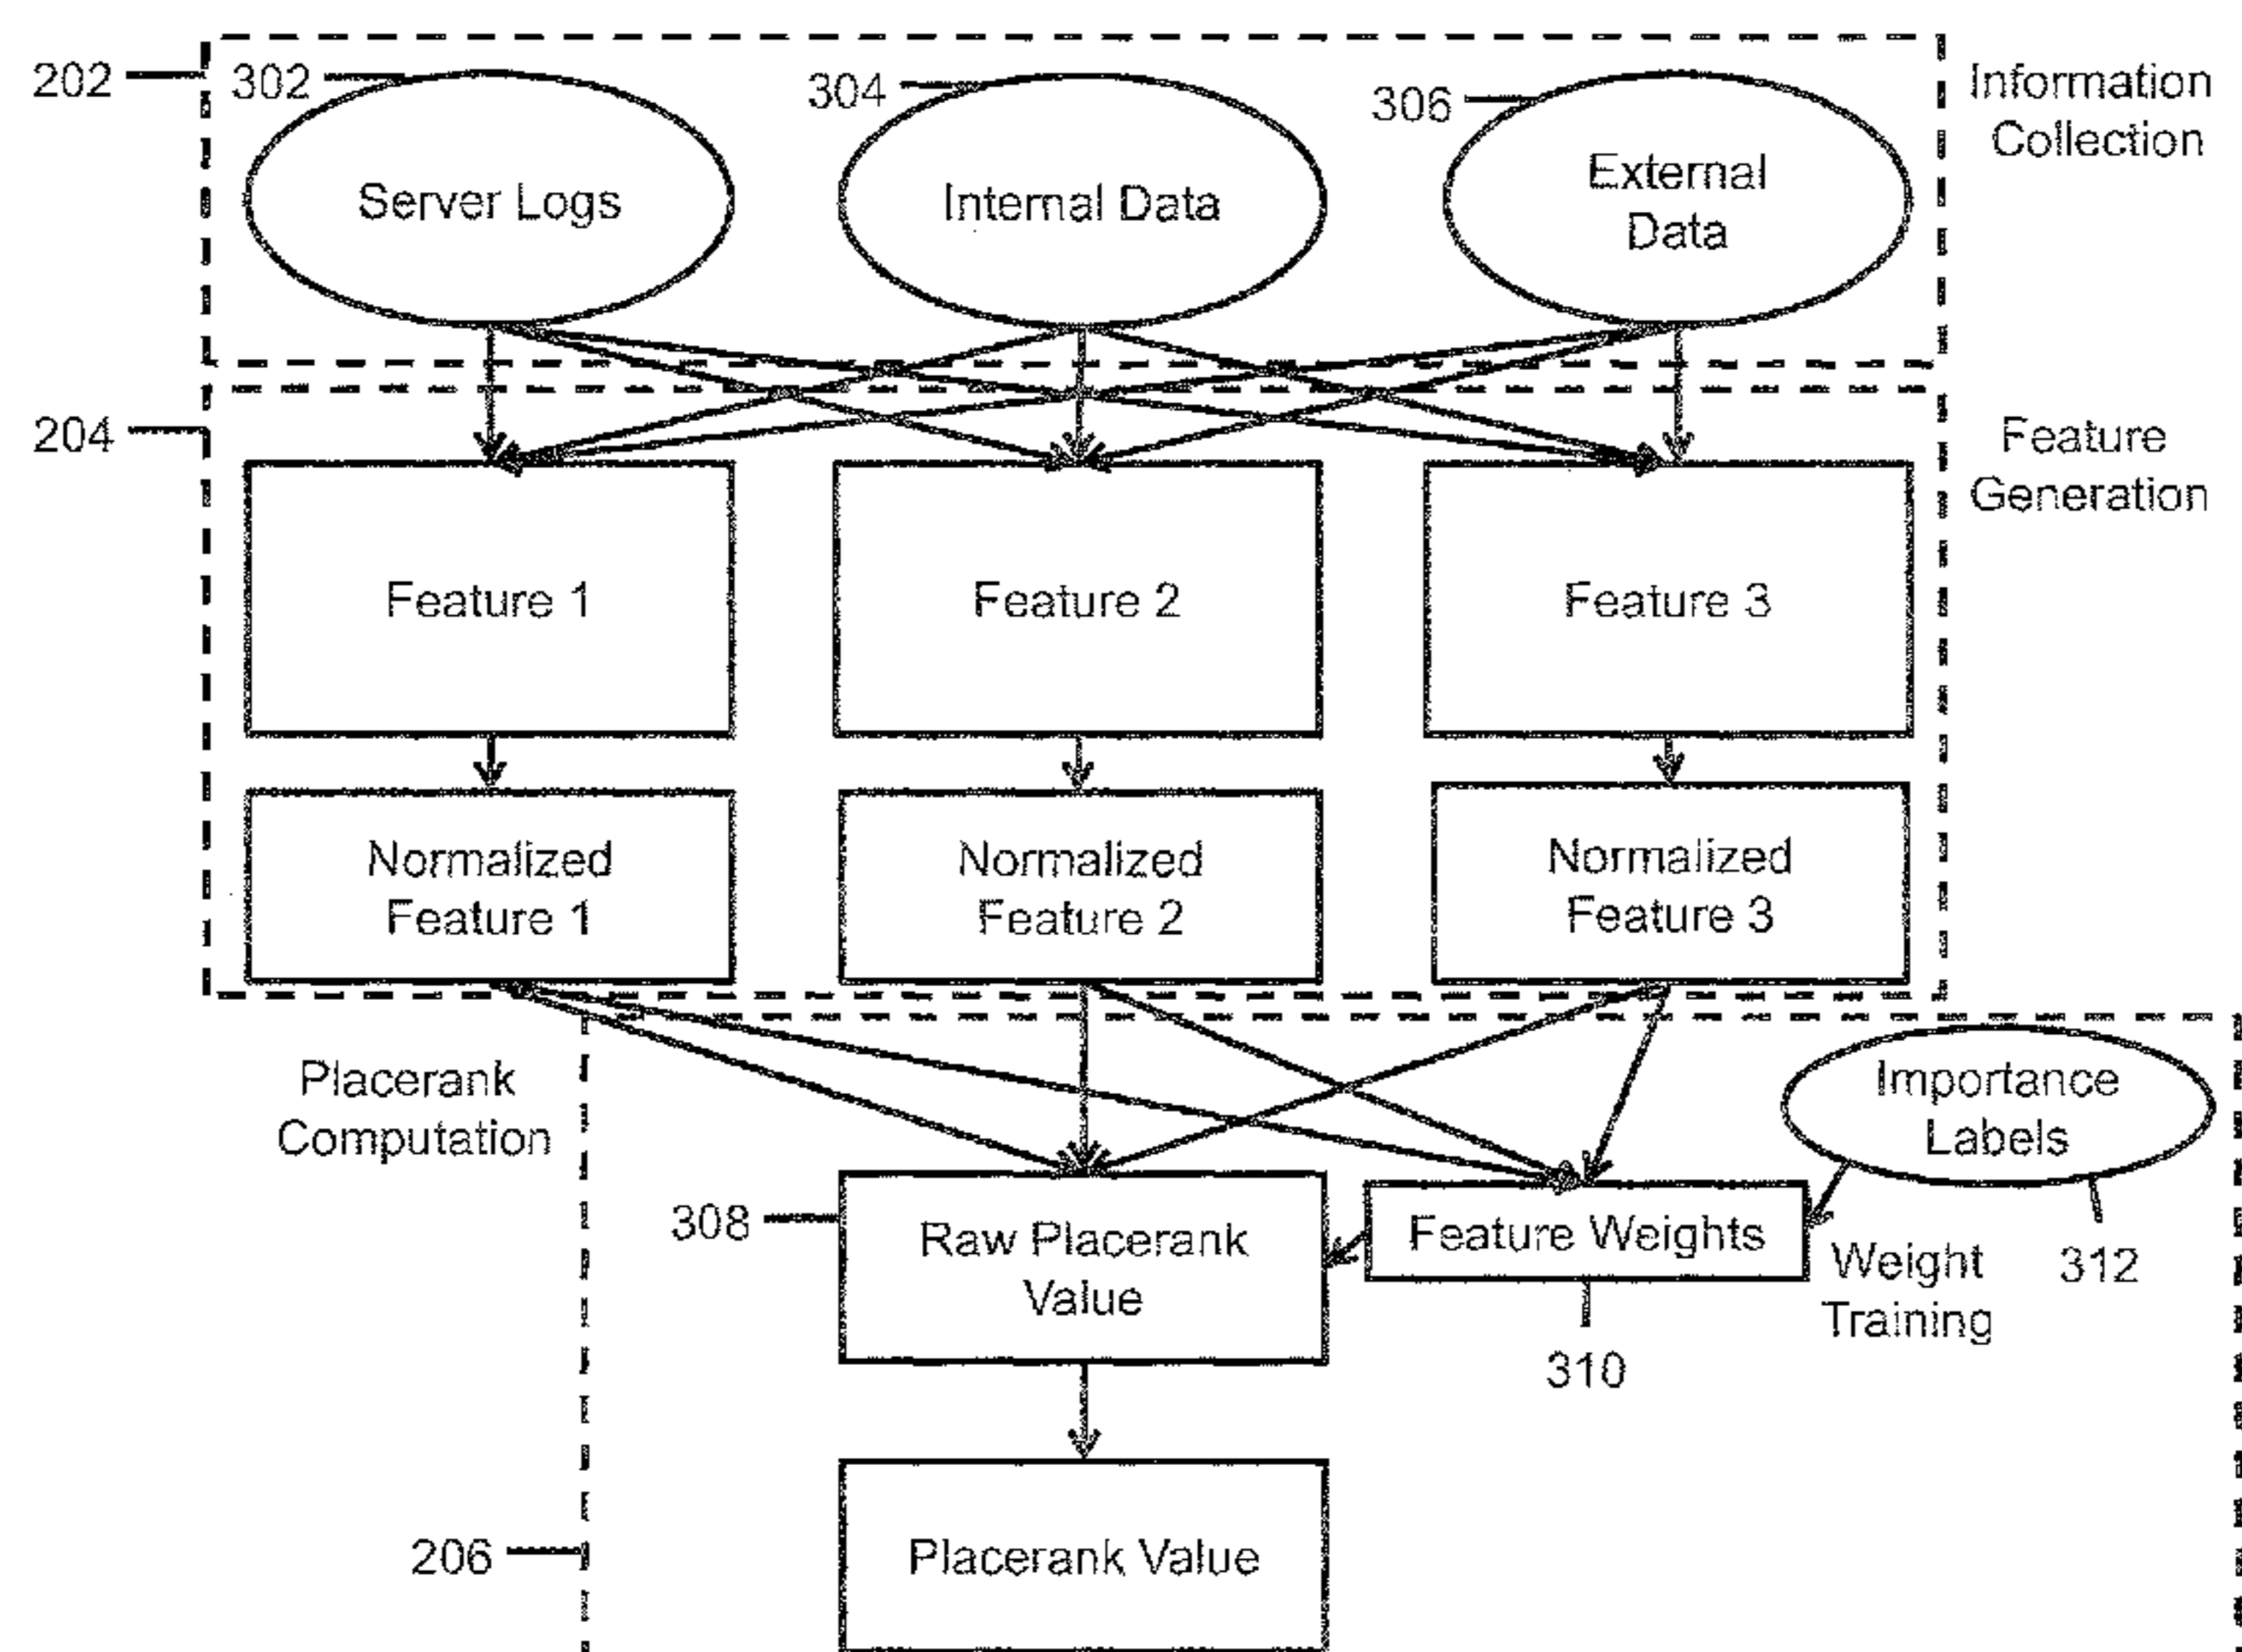 202
302
304
306
Information
Collection
Server Logs
Internal Data
External
Data
204
Feature
Generation
Feature 1
Feature 2
Feature 3
Normalized
Feature 1
Normalized
Feature 2
Normalized
Feature 3
Placerank
Computation
Importance
Labels
308
Raw Placerank
Value
Feature Weights
Weight
Training
312
310
206
Placerank Value